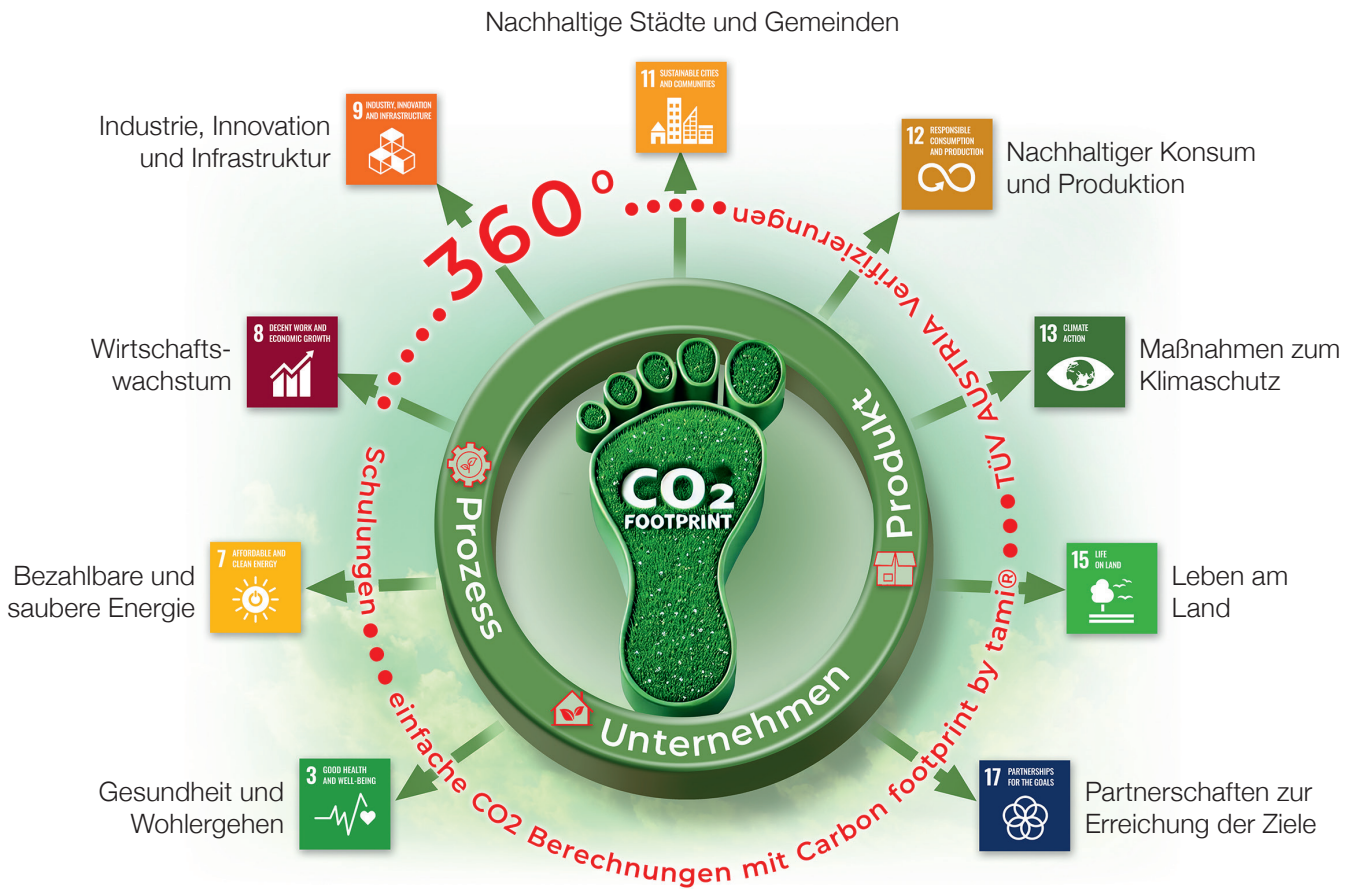 Nachhaltige Städte und Gemeinden
11 SUSTAINABLE CITIES
AND COMMUNITIES
9 INDUSTRY, INNOVATION
AND INFRASTRUCTURE
Industrie, Innovation
und Infrastruktur
12 RESPONSIBLE
CONSUMPTION
AND PRODUCTION
Nachhaltiger Konsum
und Produktion
360°
TÜV AUSTRIA Verifizierungen
8 DECENT WORK AND
ECONOMIC GROWTH
Wirtschafts-
wachstum
13 CLIMATE
ACTION
Maßnahmen zum
Klimaschutz
Schulungen
Prozess
CO2
FOOTPRINT
Produkt
Unternehmen
7 AFFORDABLE AND
CLEAN ENERGY
Bezahlbare und
saubere Energie
15 LIFE
ON LAND
Leben am
Land
einfache CO2 Berechnungen mit Carbon footprint by tami®
3 GOOD HEALTH
AND WELL-BEING
Gesundheit und
Wohlergehen
17 PARTNERSHIPS
FOR THE GOALS
Partnerschaften zur
Erreichung der Ziele